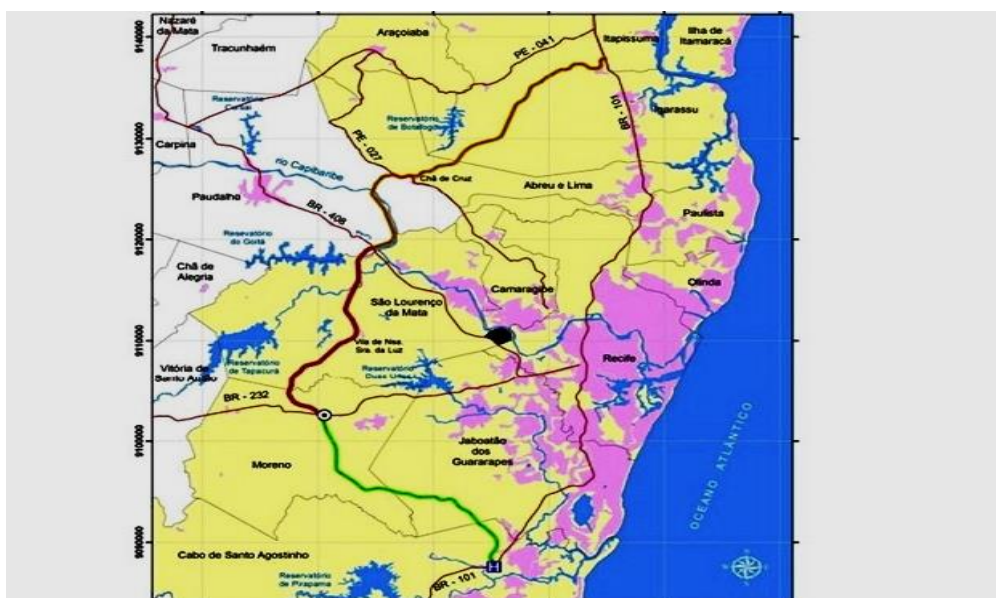 Nazaré
da Mata
Tracunhaém
Araçoiaba
PE - 041
Itapissuma
Ilha de
Itamaracá
9140000
Reservatório
Reservatório
de Botafogo
BR - 101
Igarassu
9130000
Carpina
PE - 027
rio Capibaribe
Chã de Cruz
Abreu e Lima
Paudalho
BR - 408
Paulista
9120000
Reservatório
do Goitá
Chã de
Alegria
Camaragibe
Olinda
São Lourenço
da Mata
9110000
Vila de Nsa.
Sra. da Luz
Recife
Vitória de
Santo Antão
Reservatório
de Tapacurá
Reservatório
Duas Unas
BR - 232
9100000
Moreno
Jaboatão
dos
Guararapes
OCEANO ATLÂNTICO
9090000
Cabo de Santo Agostinho
H
Reservatório
de Pirapama
BR - 101